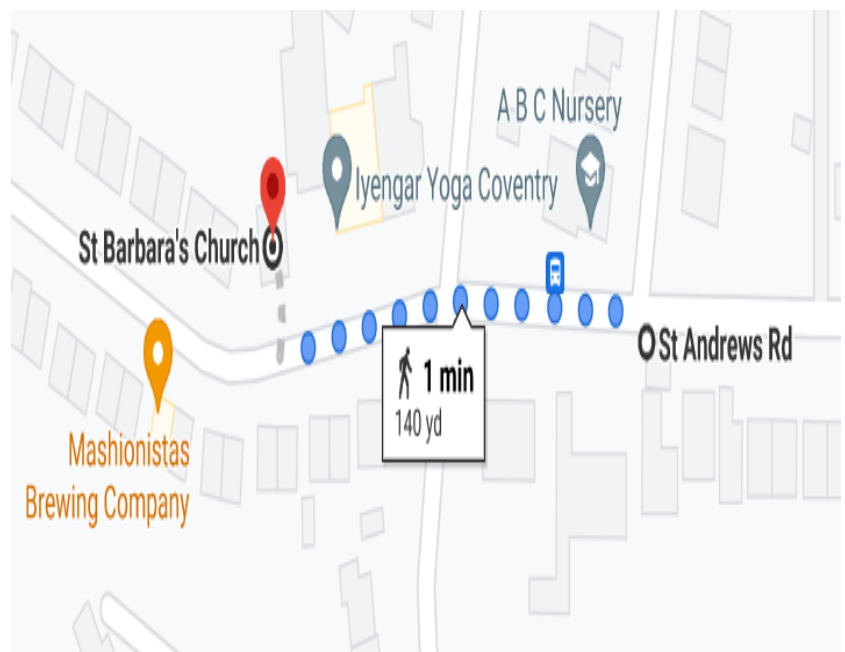 A B C Nursery
Iyengar Yoga Coventry
St Barbara's Church
St Andrews Rd
1 min
140 yd
Mashionistas
Brewing Company